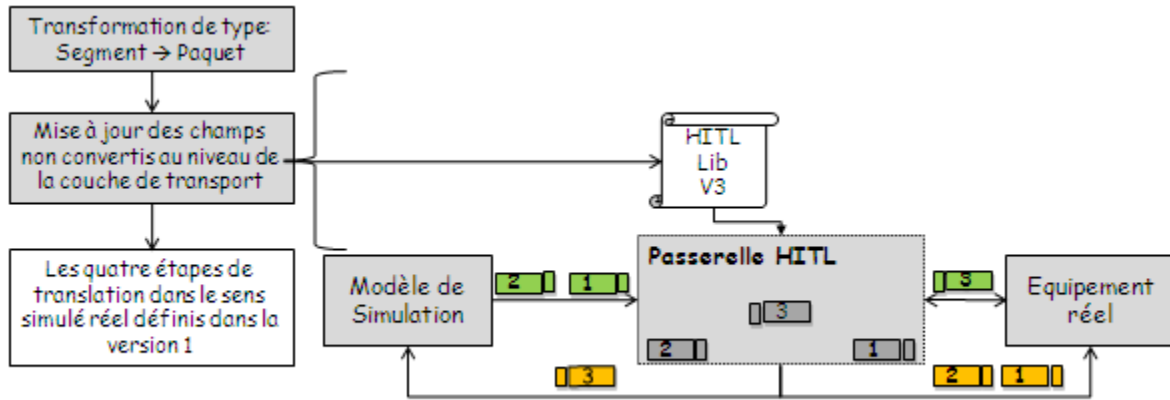 Transformation de type:
Segment → Paquet
Mise à jour des champs
non convertis au niveau de
la couche de transport
Les quatre étapes de
translation dans le sens
simulé réel définis dans la
version 1
HITL
Lib
V3
Modèle de
Simulation
2 1
Passerelle HITL
3
2 1
3
Equipement
réel
3
2 1